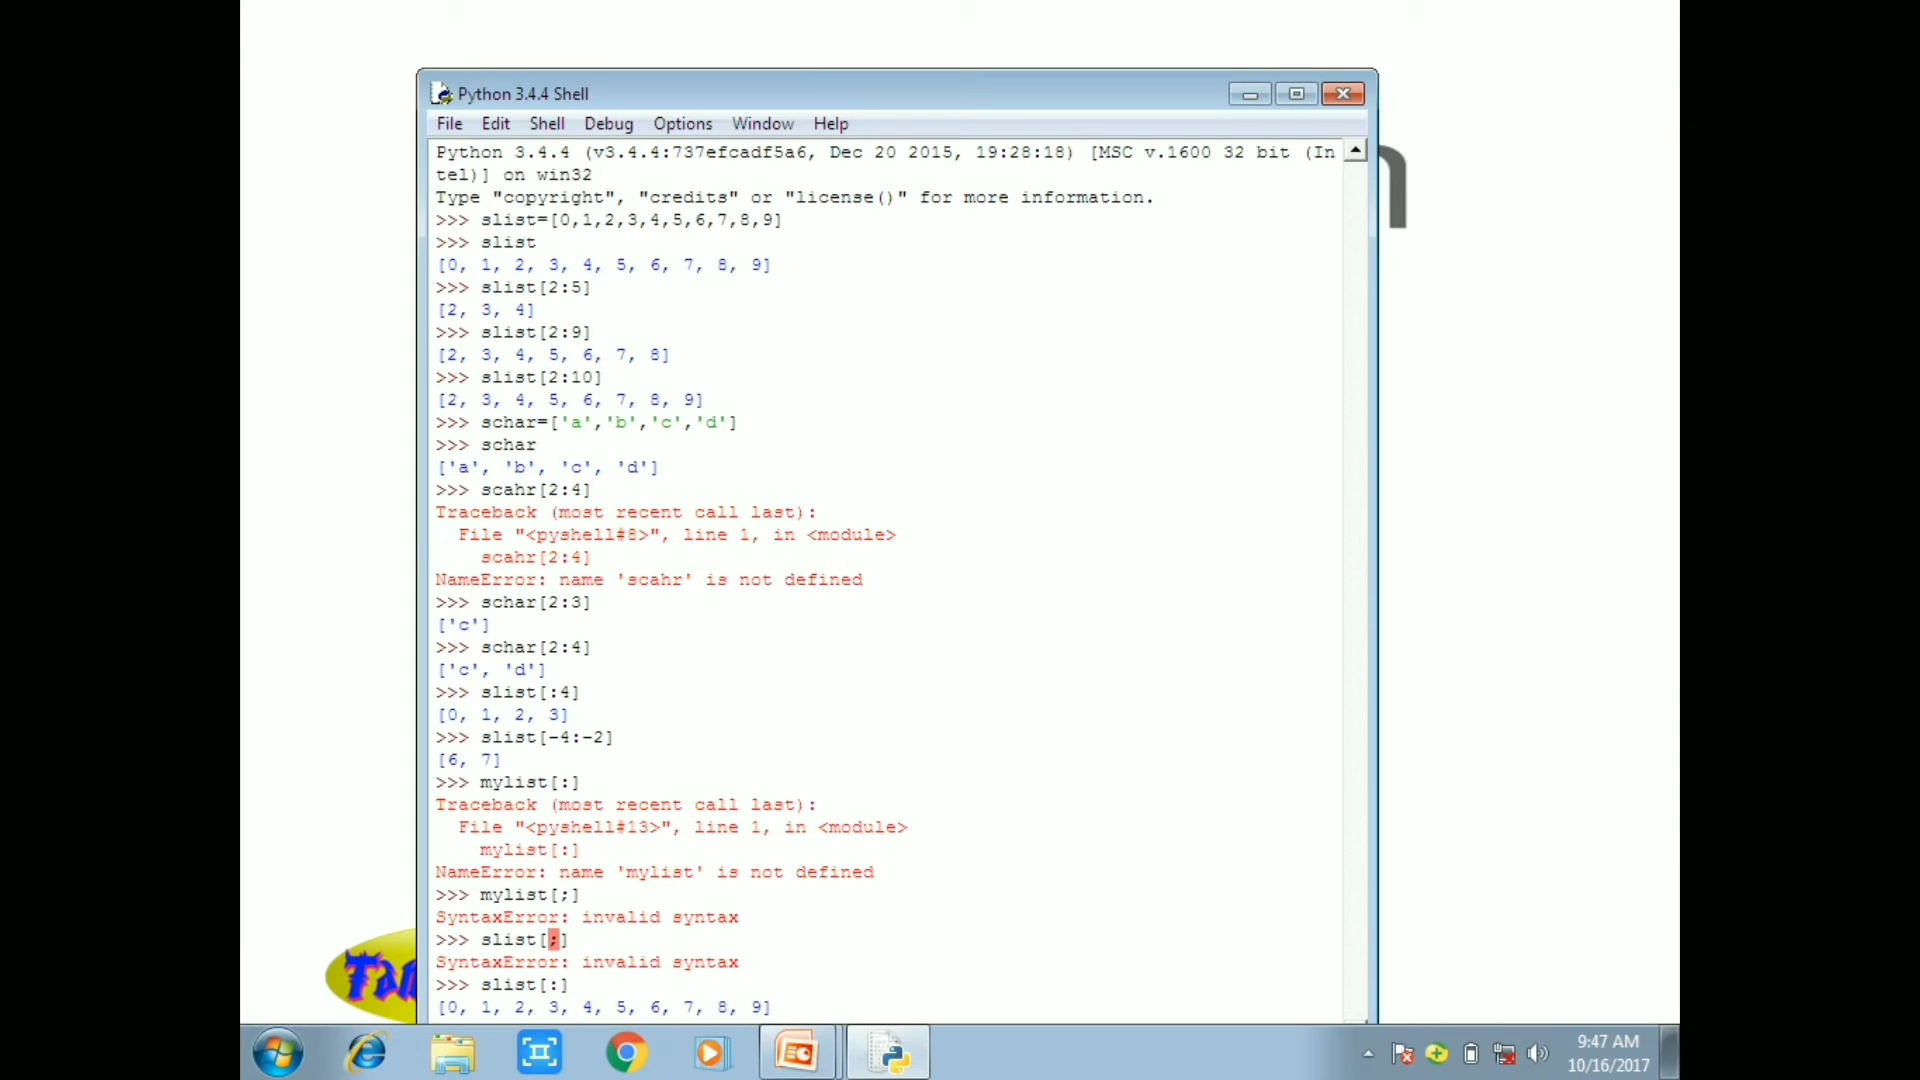 Python 3.4.4 Shell
File Edit Shell Debug Options Window Help
Python 3.4.4 (v3.4.4:737efcadf5a6, Dec 20 2015, 19:28:18) [MSC v.1600 32 bit (In
tel)] on win32
Type "copyright", "credits" or "license()" for more information.
>>> slist=[0,1,2,3,4,5,6,7,8,9]
>>> slist
[0, 1, 2, 3, 4, 5, 6, 7, 8, 9]
>>> slist[2:5]
[2, 3, 4]
>>> slist[2:9]
[2, 3, 4, 5, 6, 7, 8]
>>> slist[2:10]
[2, 3, 4, 5, 6, 7, 8, 9]
>>> schar=['a','b','c','d']
>>> schar
['a', 'b', 'c', 'd']
>>> scahr[2:4]
Traceback (most recent call last):
  File "<pyshell#8>", line 1, in <module>
    scahr[2:4]
NameError: name 'scahr' is not defined
>>> schar[2:3]
['c']
>>> schar[2:4]
['c', 'd']
>>> slist[:4]
[0, 1, 2, 3]
>>> slist[-4:-2]
[6, 7]
>>> mylist[:]
Traceback (most recent call last):
  File "<pyshell#13>", line 1, in <module>
    mylist[:]
NameError: name 'mylist' is not defined
>>> mylist[;]
SyntaxError: invalid syntax
>>> slist[;]
SyntaxError: invalid syntax
>>> slist[:]
[0, 1, 2, 3, 4, 5, 6, 7, 8, 9]
9:47 AM
10/16/2017